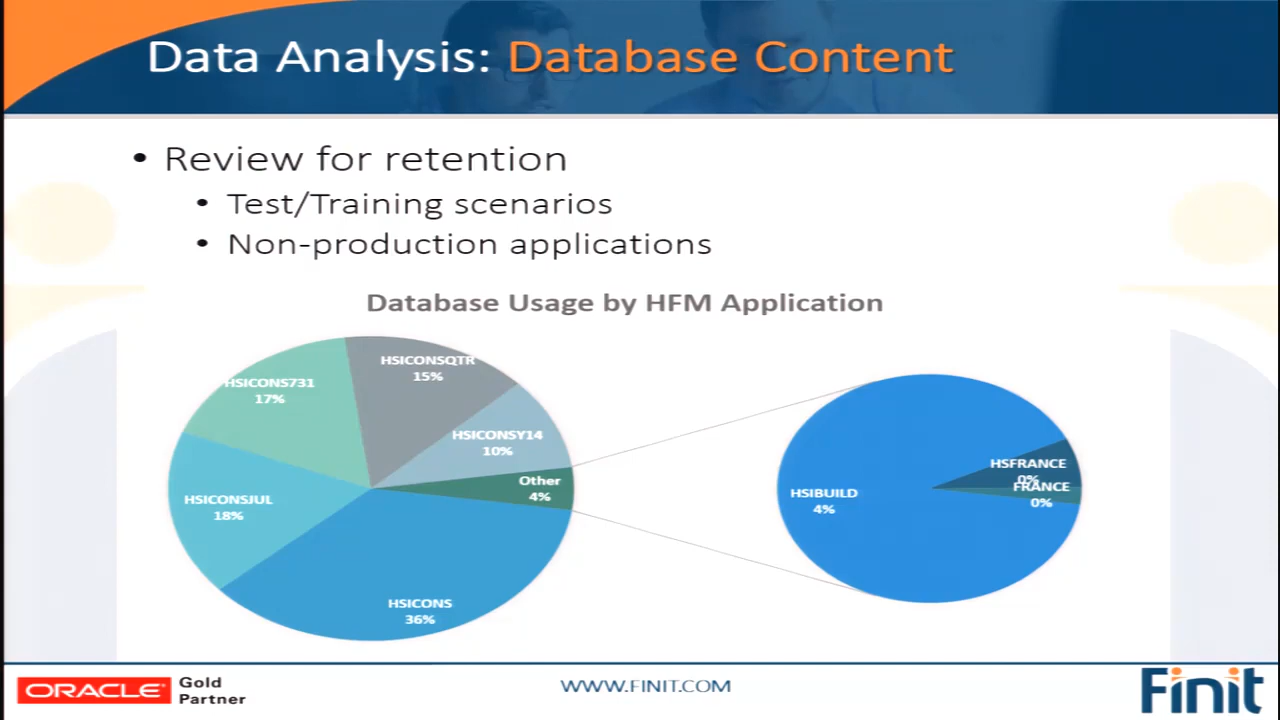 Data Analysis: Database Content
• Review for retention
• Test/Training scenarios
• Non-production applications
Database Usage by HFM Application
HSICONSQTR
15%
HSICONS731
17%
HSICONSY14
10%
Other
4%
HSICONSJUL
18%
HSICONS
36%
HSIBUILD
4%
HSFRANCE
0%
FRANCE
0%
ORACLE Gold
Partner
WWW.FINIT.COM
Finit